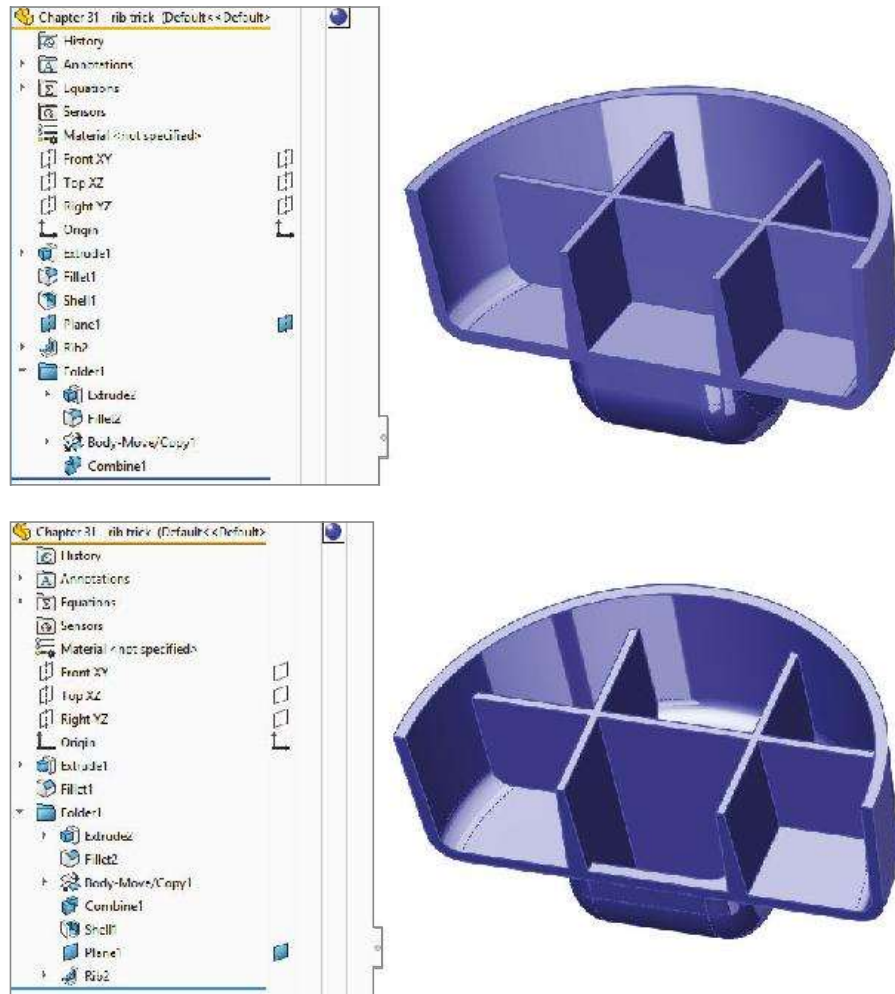 Chapter 31 rib trick (Default<<Default>
History
Annotations
Equations
Sensors
Material <not specified>
Front XY
Top XZ
Right YZ
Origin
Extrude1
Fillet1
Shell1
Plane1
Rib2
Folder1
Extrude2
Fillet2
Body-Move/Copy1
Combine1
Chapter 31 rib trick (Default<<Default>
History
Annotations
Equations
Sensors
Material <not specified>
Front XY
Top XZ
Right YZ
Origin
Extrude1
Fillet1
Folder1
Extrude2
Fillet2
Body-Move/Copy1
Combine1
Shell1
Plane1
Rib2